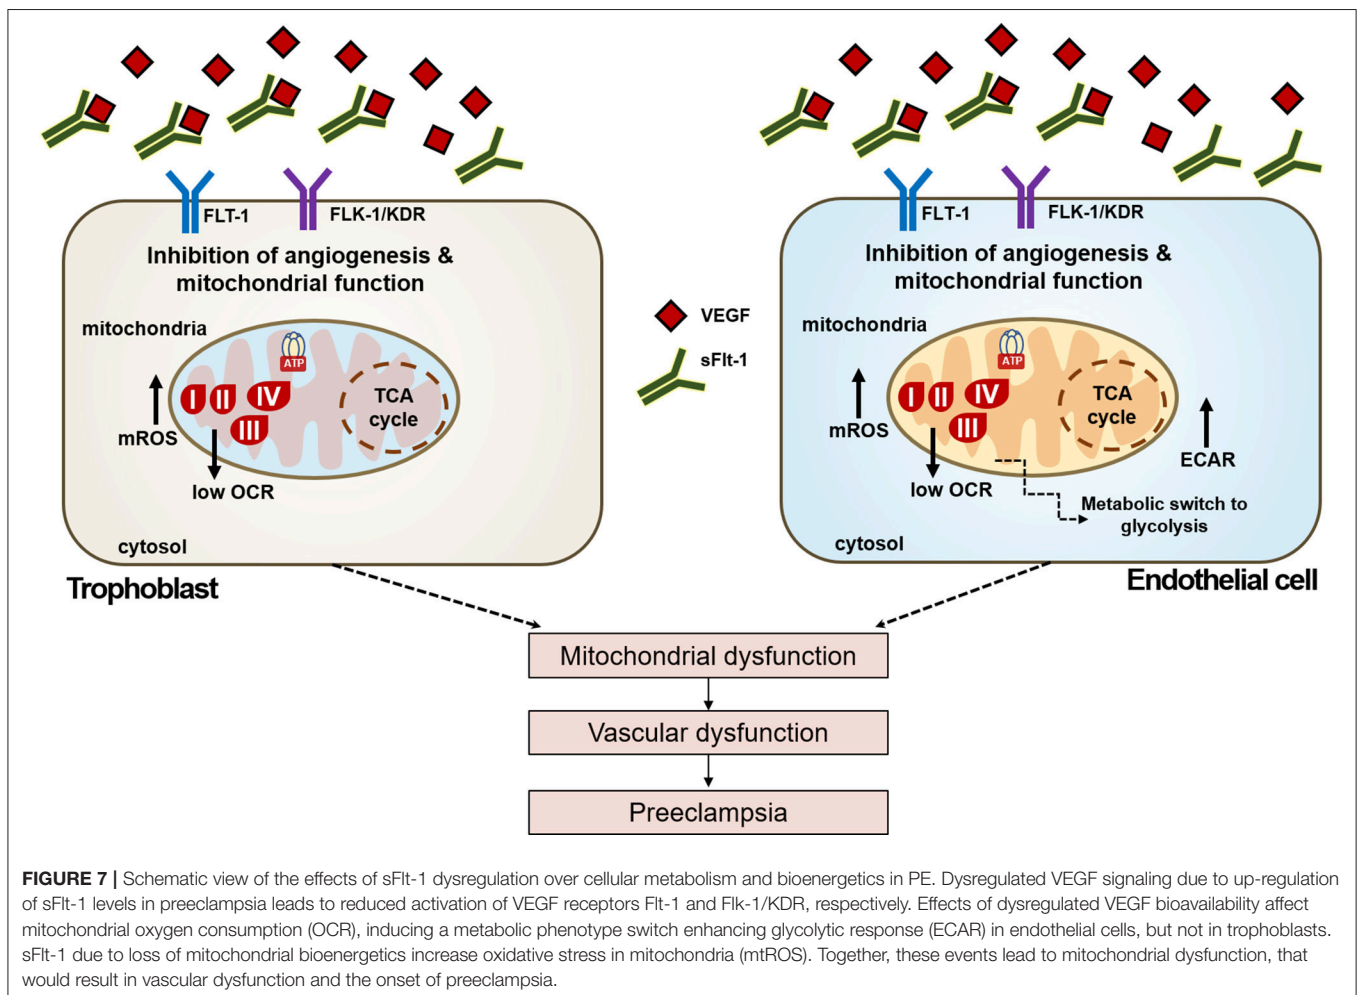 FLT-1
FLK-1/KDR
Inhibition of angiogenesis &
mitochondrial function
mitochondria
ATP
I
II
IV
III
TCA
cycle
mROS
low OCR
cytosol
Trophoblast
VEGF
sFlt-1
FLT-1
FLK-1/KDR
Inhibition of angiogenesis &
mitochondrial function
mitochondria
ATP
I
II
IV
III
TCA
cycle
mROS
low OCR
ECAR
Metabolic switch to
glycolysis
cytosol
Endothelial cell
Mitochondrial dysfunction
Vascular dysfunction
Preeclampsia
FIGURE 7 | Schematic view of the effects of sFlt-1 dysregulation over cellular metabolism and bioenergetics in PE. Dysregulated VEGF signaling due to up-regulation
of sFlt-1 levels in preeclampsia leads to reduced activation of VEGF receptors Flt-1 and Flk-1/KDR, respectively. Effects of dysregulated VEGF bioavailability affect
mitochondrial oxygen consumption (OCR), inducing a metabolic phenotype switch enhancing glycolytic response (ECAR) in endothelial cells, but not in trophoblasts.
sFlt-1 due to loss of mitochondrial bioenergetics increase oxidative stress in mitochondria (mtROS). Together, these events lead to mitochondrial dysfunction, that
would result in vascular dysfunction and the onset of preeclampsia.